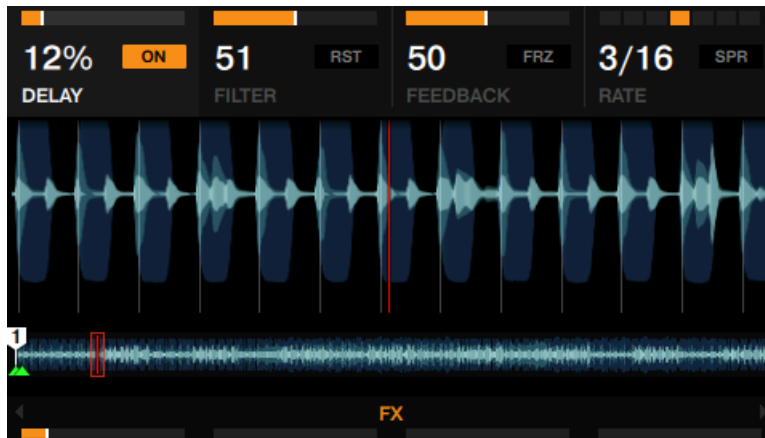 12% ON 51 RST 50 FRZ 3/16 SPR
DELAY FILTER FEEDBACK RATE
1
FX